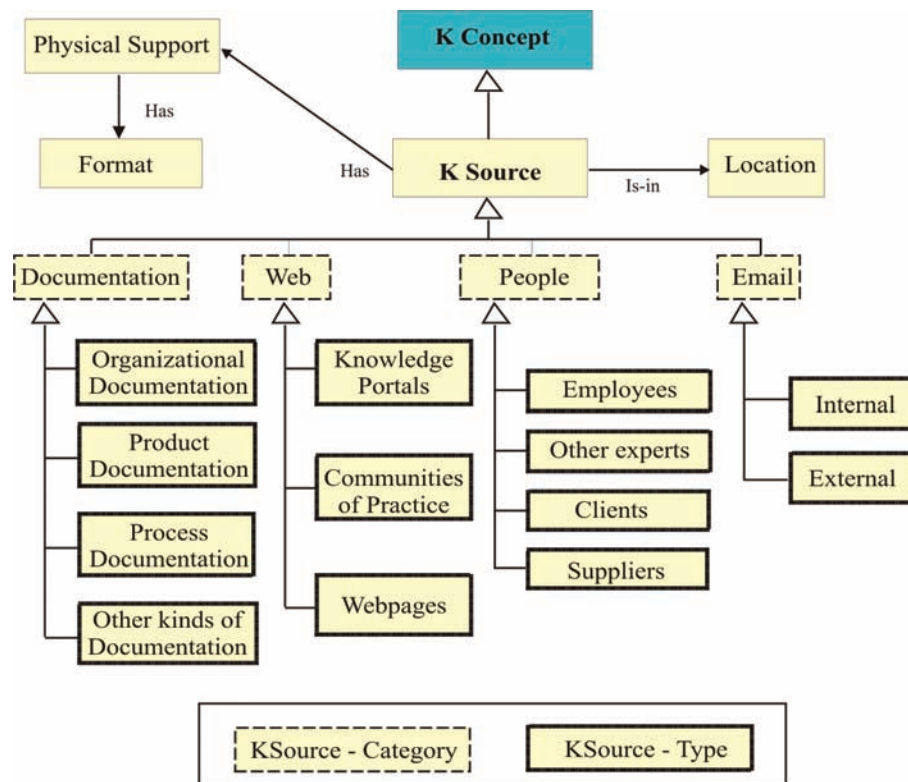 Physical Support
K Concept
Has
Format
Has
K Source
Is-in
Location
Documentation
Web
People
Email
Organizational
Documentation
Product
Documentation
Process
Documentation
Other kinds of
Documentation
Knowledge
Portals
Communities
of Practice
Webpages
Employees
Other experts
Clients
Suppliers
Internal
External
KSource - Category
KSource - Type